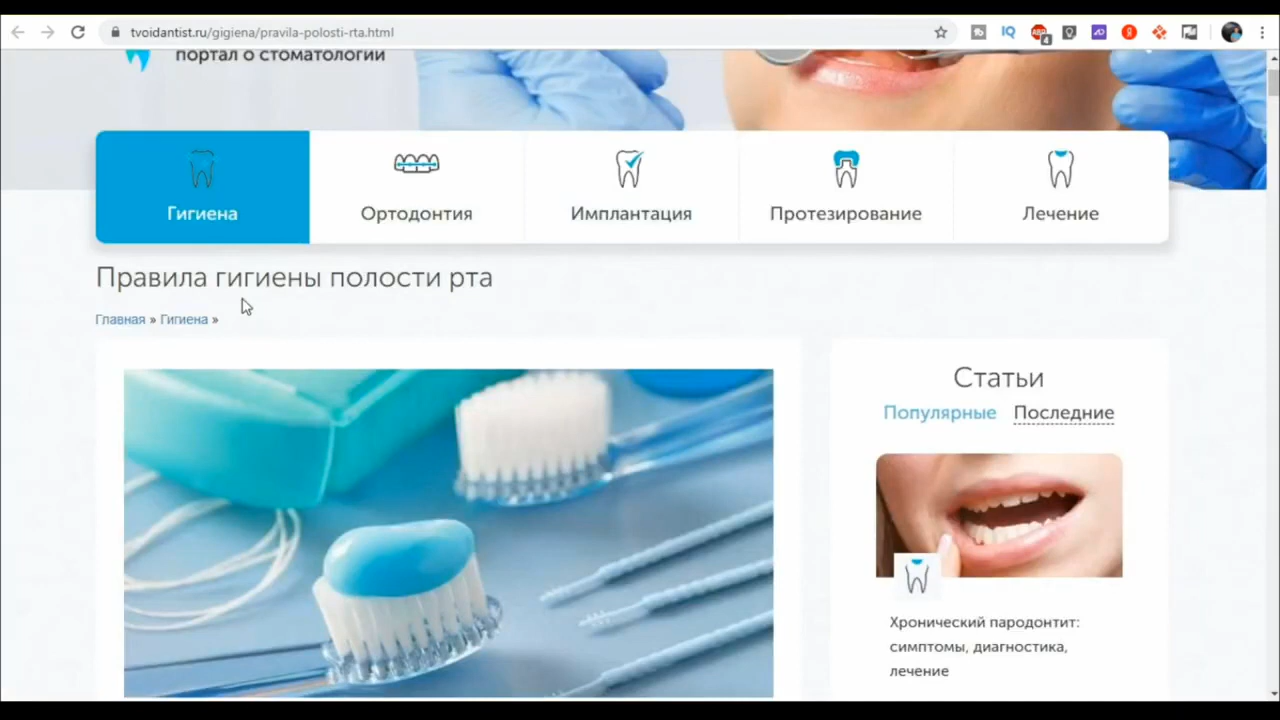 tvoidantist.ru/gigiena/pravila-polosti-rta.html
4
портал о стоматологии
Гигиена
Ортодонтия
Имплантация
Протезирование
Лечение
Правила гигиены полости рта
Главная » Гигиена »
Статьи
Популярные Последние
Хронический пародонтит:
симптомы, диагностика,
лечение